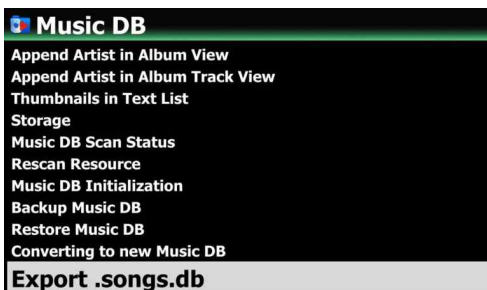 Music DB
Append Artist in Album View
Append Artist in Album Track View
Thumbnails in Text List
Storage
Music DB Scan Status
Rescan Resource
Music DB Initialization
Backup Music DB
Restore Music DB
Converting to new Music DB
Export .songs.db